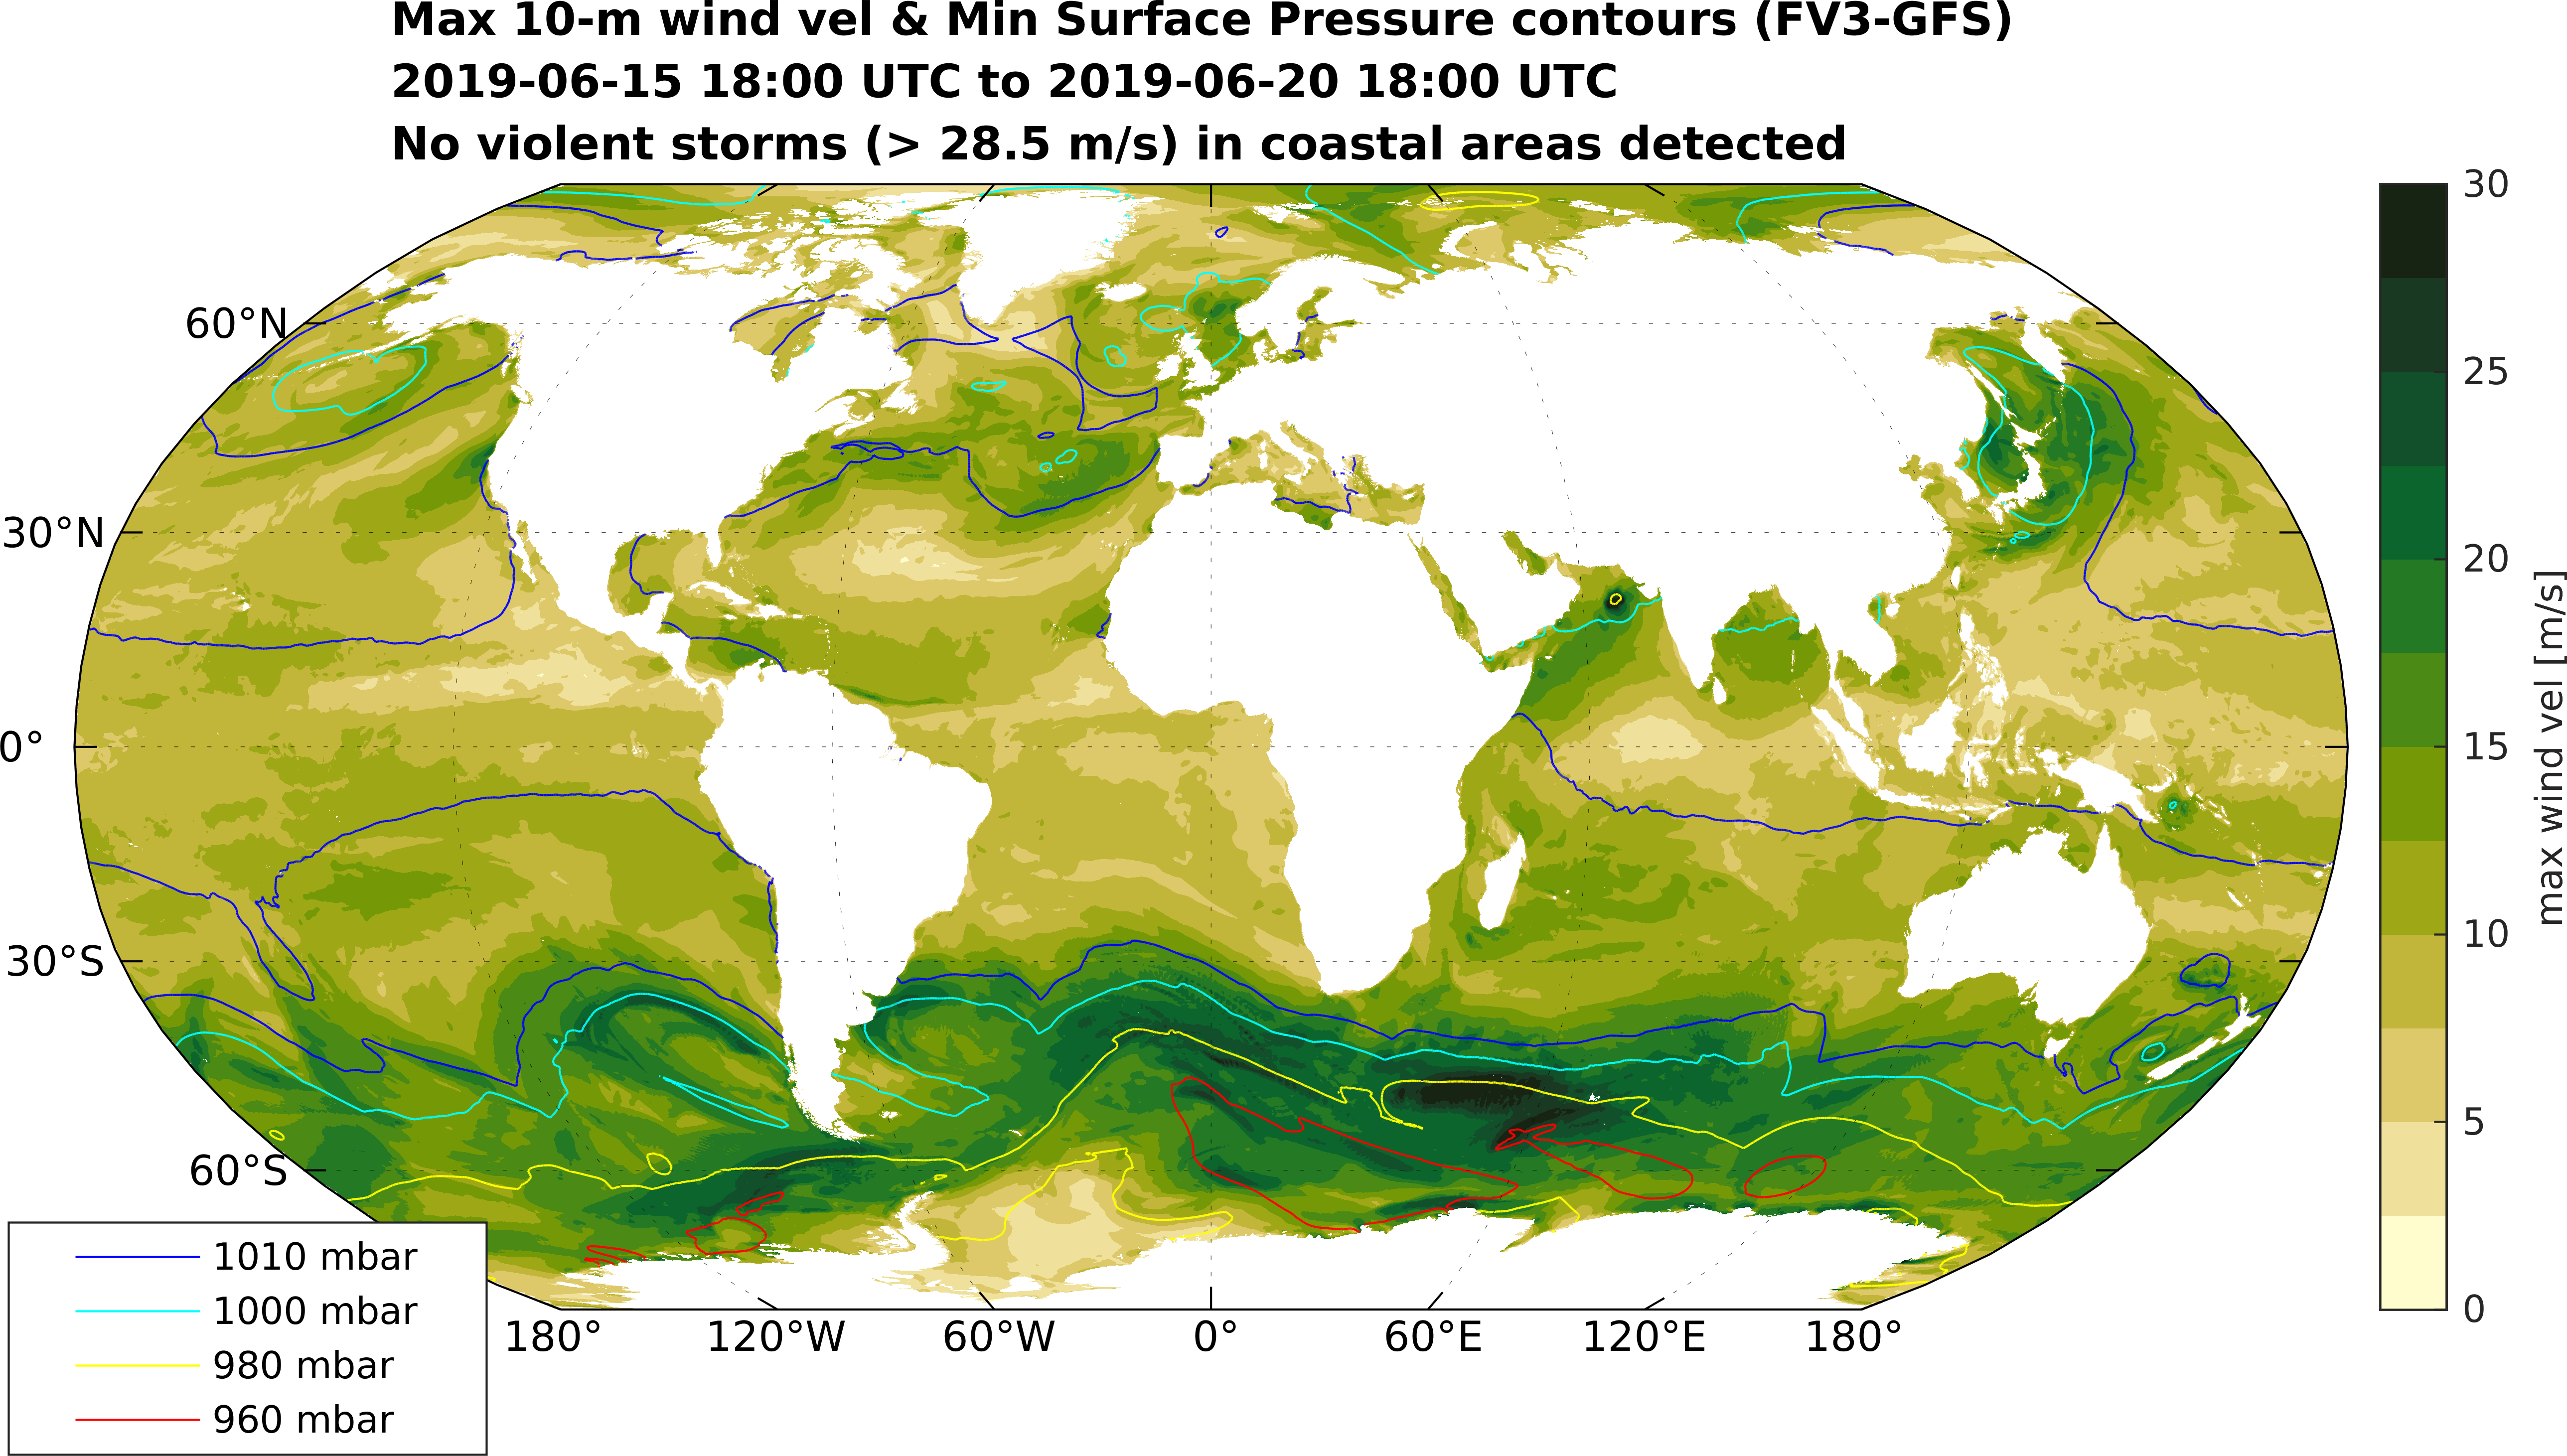 Max 10-m wind vel & Min Surface Pressure contours (FV3-GFS)
2019-06-15 18:00 UTC to 2019-06-20 18:00 UTC
No violent storms (> 28.5 m/s) in coastal areas detected
60°N
30°N
0°
30°S
60°S
180°
120°W
60°W
0°
60°E
120°E
180°
1010 mbar
1000 mbar
980 mbar
960 mbar
30
25
20
15
10
5
0
max wind vel [m/s]